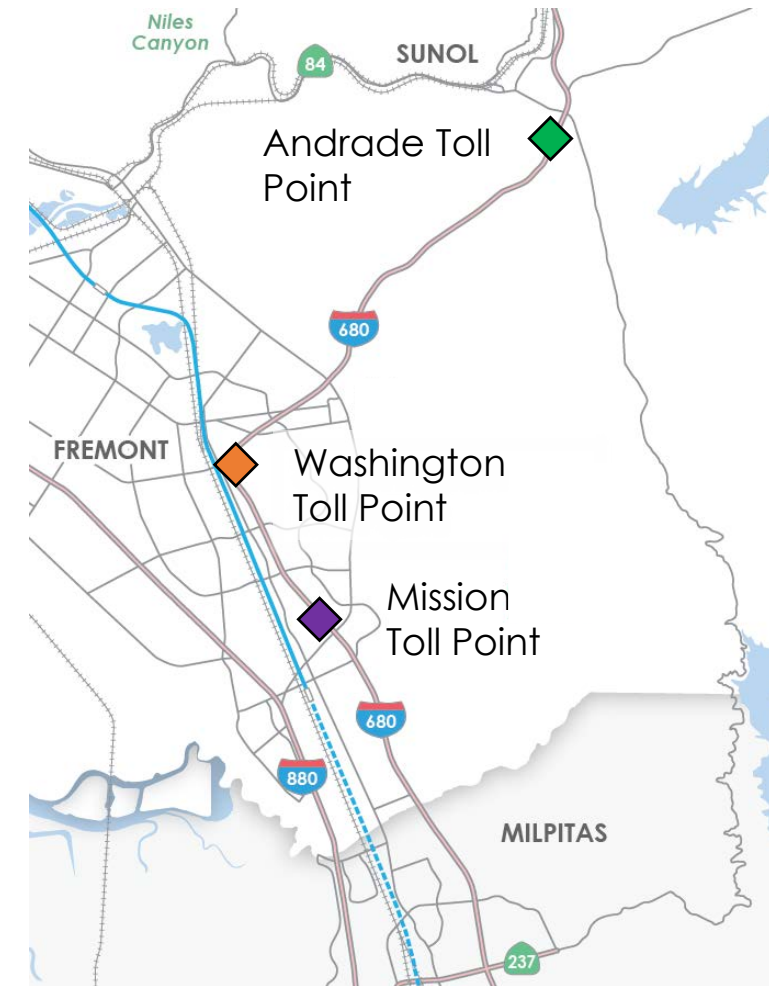 Niles
Canyon
84
SUNOL
Andrade Toll
Point
680
FREMONT
Washington
Toll Point
Mission
Toll Point
680
880
MILPITAS
237